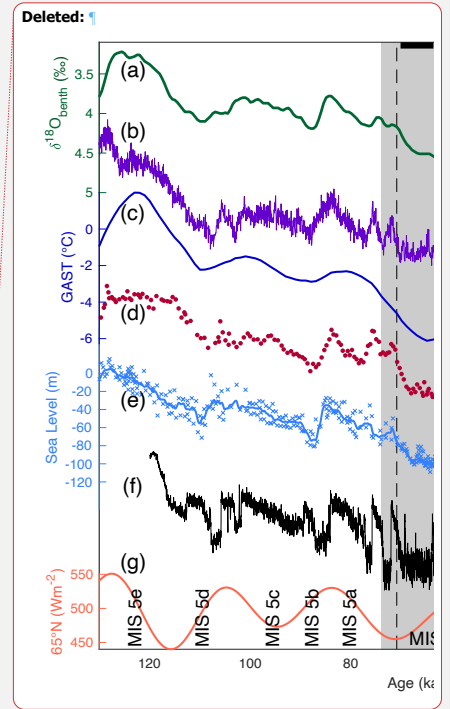 Deleted: ¶
(a)
3.5
4
4.5
5
δ18Obenth (‰)
(b)
(c)
0
-2
-4
-6
GAST (°C)
(d)
0
-20
-40
-60
-80
-100
-120
Sea Level (m)
(e)
(f)
(g)
550
500
450
65°N (Wm-2)
MIS 5e
MIS 5d
MIS 5c
MIS 5b
MIS 5a
MIS
120
100
80
Age (ka